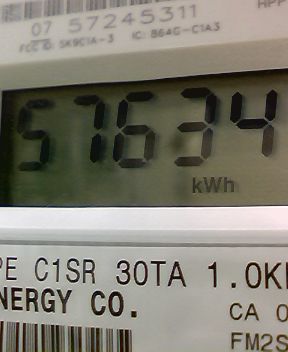 07 57245311
FCC ID: SK9C1A-3 IC: 864G-C1A3
57634
kWh
PE C1SR 30TA 1.0K
NERGY CO.
CA 0
FM2S